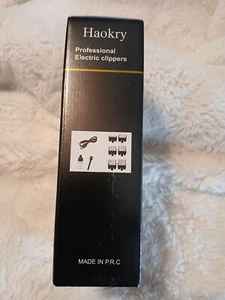 Haokry
Professional
Electric clippers
MADE IN P.R.C